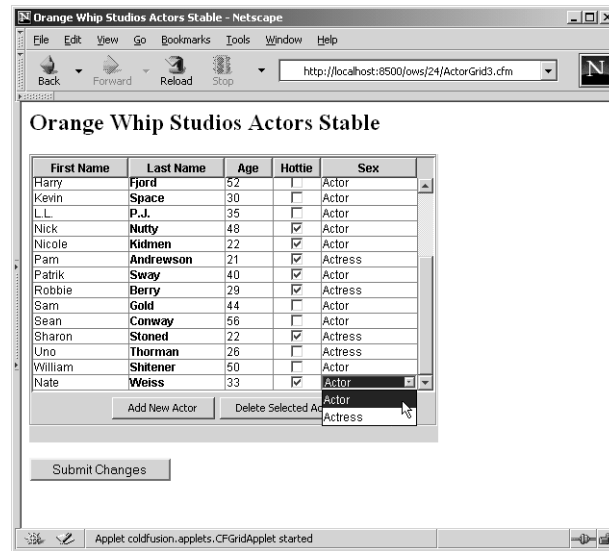 Orange Whip Studios Actors Stable - Netscape
File Edit View Go Bookmarks Tools Window Help
Back Forward Reload Stop http://localhost:8500/ows/24/ActorGrid3.cfm N
Orange Whip Studios Actors Stable
First Name Last Name Age Hottie Sex
Harry Fjord 52 Actor
Kevin Space 30 Actor
L.L. P.J. 35 Actor
Nick Nutty 48 Actor
Nicole Kidmen 22 Actor
Pam Andrewson 21 Actress
Patrik Sway 40 Actor
Robbie Berry 29 Actress
Sam Gold 44 Actor
Sean Conway 56 Actor
Sharon Stoned 22 Actress
Uno Thorman 26 Actress
William Shitener 50 Actor
Nate Weiss 33 Actor
Actor
Actress
Add New Actor Delete Selected Ac
Submit Changes
Applet coldfusion.applets.CFGridApplet started